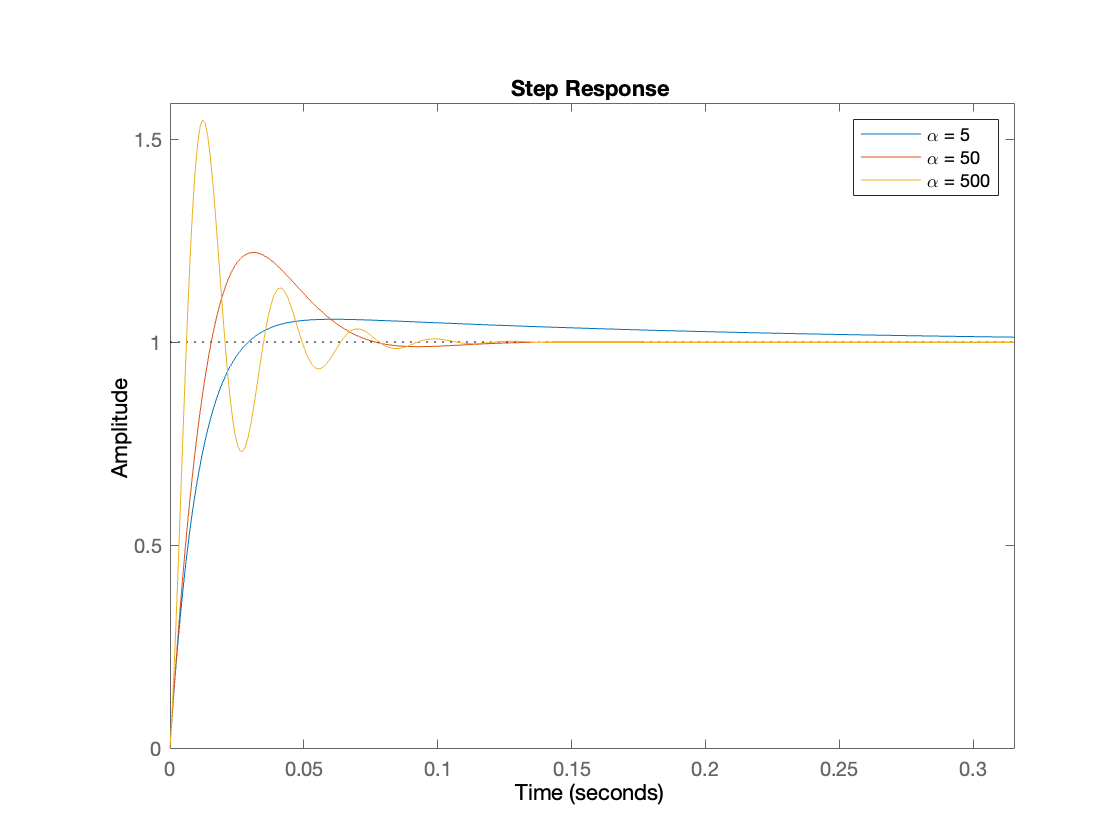 Step Response
α = 5
α = 50
α = 500
1.5
1
0.5
0
Amplitude
0 0.05 0.1 0.15 0.2 0.25 0.3
Time (seconds)